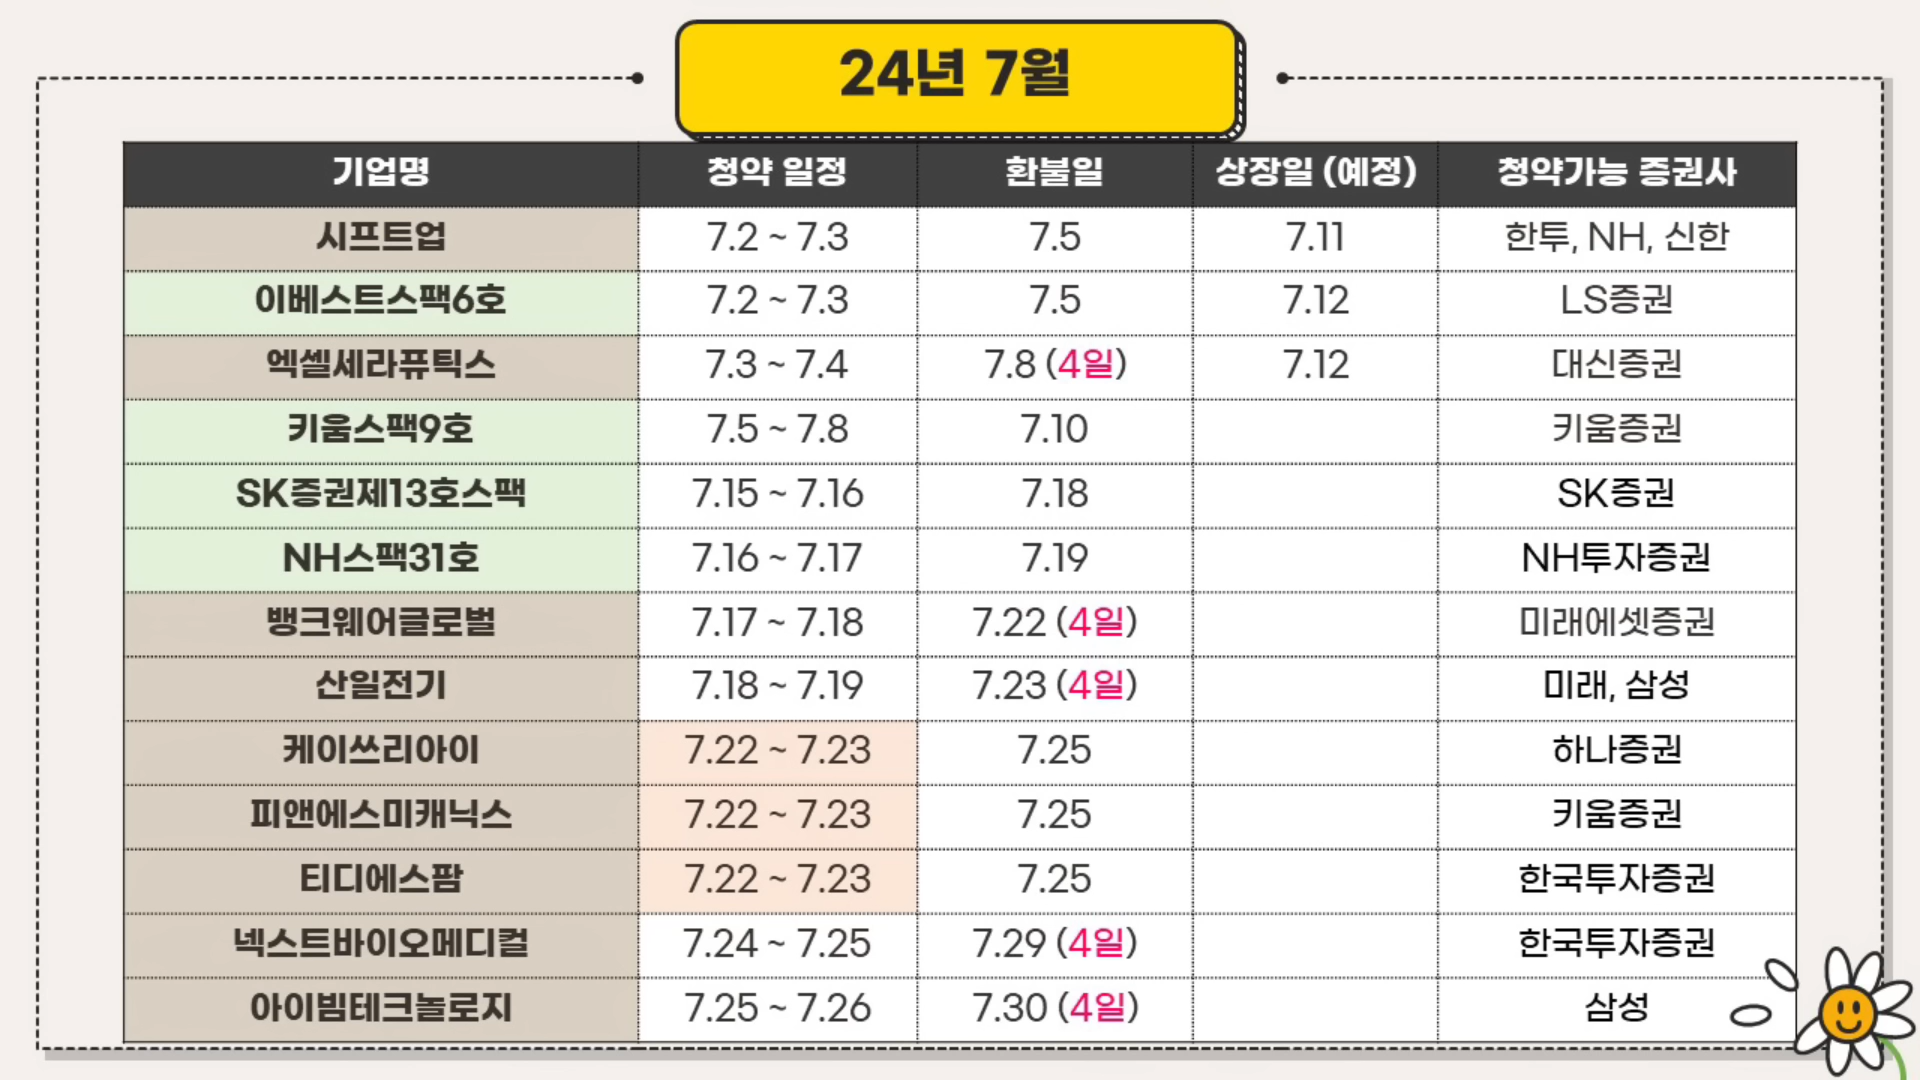 24년 7월
기업명 청약 일정 환불일 상장일 (예정) 청약가능 증권사
시프트업 7.2 ~ 7.3 7.5 7.11 한투, NH, 신한
이베스트스팩6호 7.2 ~ 7.3 7.5 7.12 LS증권
엑셀세라퓨틱스 7.3 ~ 7.4 7.8 (4일) 7.12 대신증권
키움스팩9호 7.5 ~ 7.8 7.10 키움증권
SK증권제13호스팩 7.15 ~ 7.16 7.18 SK증권
NH스팩31호 7.16 ~ 7.17 7.19 NH투자증권
뱅크웨어글로벌 7.17 ~ 7.18 7.22 (4일) 미래에셋증권
산일전기 7.18 ~ 7.19 7.23 (4일) 미래, 삼성
케이쓰리아이 7.22 ~ 7.23 7.25 하나증권
피앤에스미캐닉스 7.22 ~ 7.23 7.25 키움증권
티디에스팜 7.22 ~ 7.23 7.25 한국투자증권
넥스트바이오메디컬 7.24 ~ 7.25 7.29 (4일) 한국투자증권
아이빔테크놀로지 7.25 ~ 7.26 7.30 (4일) 삼성